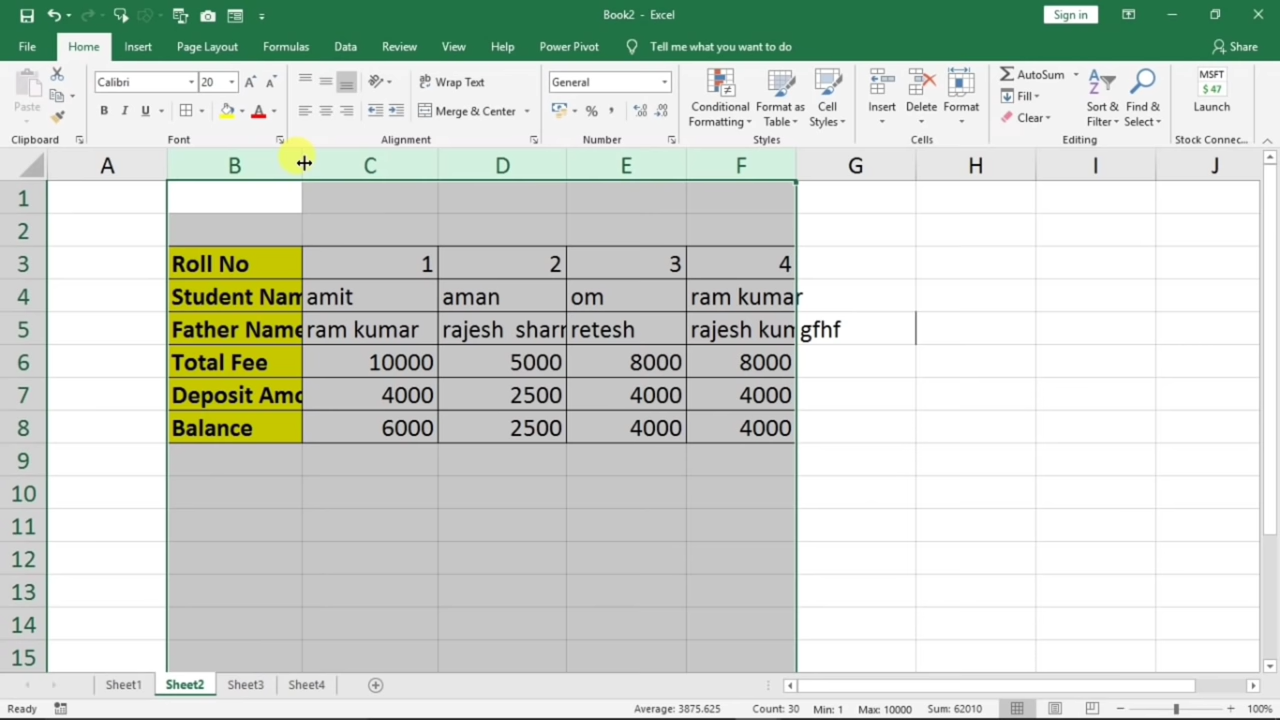 Book2 - Excel
Sign in
File Home Insert Page Layout Formulas Data Review View Help Power Pivot Tell me what you want to do Share
Paste
Calibri 20
B I U A
Wrap Text
Merge & Center
General
% ,
Conditional Formatting
Format as Table
Cell Styles
Insert Delete Format
AutoSum
Fill
Clear
Sort & Filter
Find & Select
MSFT
$ 47
Launch
Clipboard Font Alignment Number Styles Cells Editing Stock Connec...
A B C D E F G H I J
1
2
3 Roll No 1 2 3 4
4 Student Nam amit aman om ram kumar
5 Father Name ram kumar rajesh sharr retesh rajesh kum gfhf
6 Total Fee 10000 5000 8000 8000
7 Deposit Amo 4000 2500 4000 4000
8 Balance 6000 2500 4000 4000
9
10
11
12
13
14
15
Sheet1 Sheet2 Sheet3 Sheet4
Ready Average: 3875.625 Count: 30 Min: 1 Max: 10000 Sum: 62010 100%